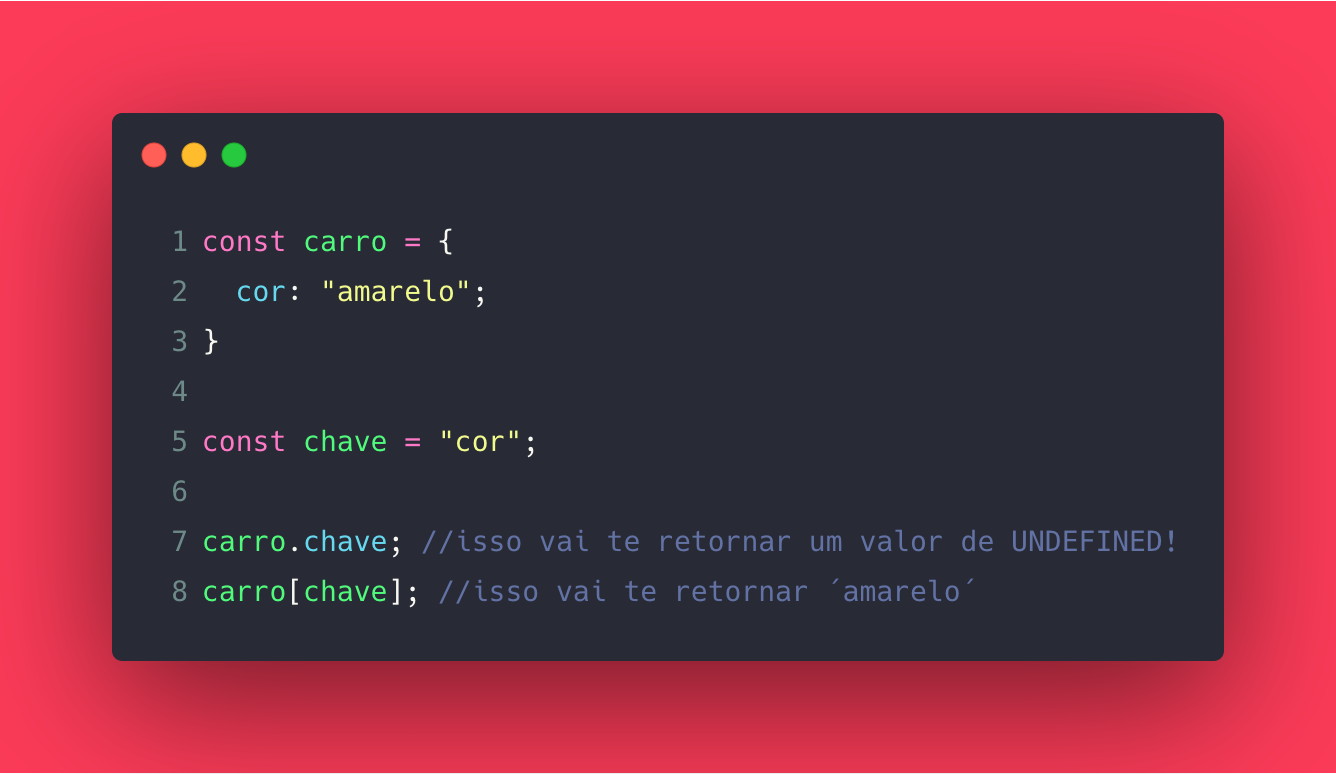 1 const carro = {
2   cor: "amarelo";
3 }
4
5 const chave = "cor";
6
7 carro.chave; //isso vai te retornar um valor de UNDEFINED!
8 carro[chave]; //isso vai te retornar ´amarelo´